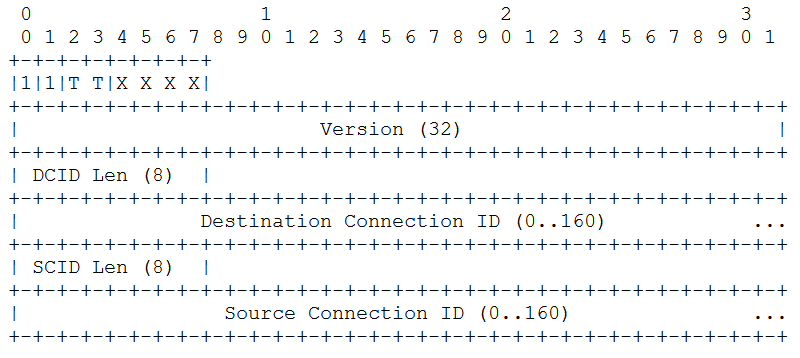 0                   1                   2                   3
 0 1 2 3 4 5 6 7 8 9 0 1 2 3 4 5 6 7 8 9 0 1 2 3 4 5 6 7 8 9 0 1
+-+-+-+-+-+-+-+-+
|1|1|T T|X X X X|
+-+-+-+-+-+-+-+-+-+-+-+-+-+-+-+-+-+-+-+-+-+-+-+-+-+-+-+-+-+-+-+-+
|                         Version (32)                          |
+-+-+-+-+-+-+-+-+-+-+-+-+-+-+-+-+-+-+-+-+-+-+-+-+-+-+-+-+-+-+-+-+
| DCID Len (8)  |
+-+-+-+-+-+-+-+-+-+-+-+-+-+-+-+-+-+-+-+-+-+-+-+-+-+-+-+-+-+-+-+-+
|               Destination Connection ID (0..160)            ...
+-+-+-+-+-+-+-+-+-+-+-+-+-+-+-+-+-+-+-+-+-+-+-+-+-+-+-+-+-+-+-+-+
| SCID Len (8)  |
+-+-+-+-+-+-+-+-+-+-+-+-+-+-+-+-+-+-+-+-+-+-+-+-+-+-+-+-+-+-+-+-+
|                 Source Connection ID (0..160)               ...
+-+-+-+-+-+-+-+-+-+-+-+-+-+-+-+-+-+-+-+-+-+-+-+-+-+-+-+-+-+-+-+-+